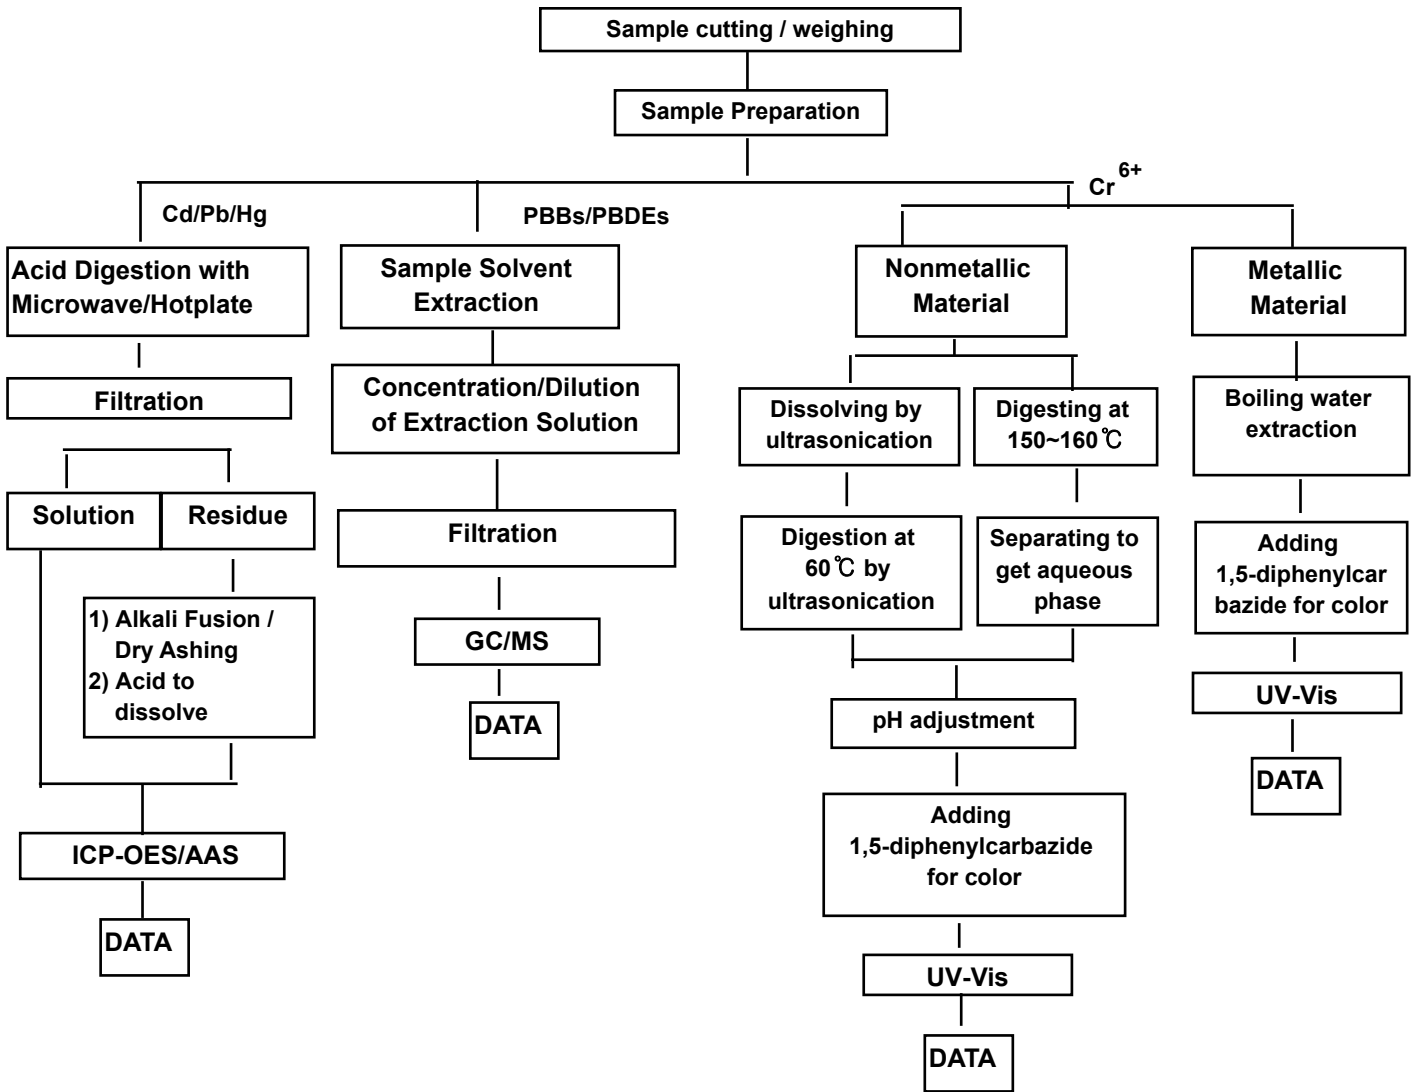 Sample cutting / weighing
Sample Preparation
Cr 6+
Cd/Pb/Hg
PBBs/PBDEs
Acid Digestion with
Microwave/Hotplate
Filtration
Solution
Residue
1) Alkali Fusion /
Dry Ashing
2) Acid to
dissolve
ICP-OES/AAS
DATA
Sample Solvent
Extraction
Concentration/Dilution
of Extraction Solution
Filtration
GC/MS
DATA
Nonmetallic
Material
Dissolving by
ultrasonication
Digestion at
60℃ by
ultrasonication
Digesting at
150~160℃
Separating to
get aqueous
phase
pH adjustment
Adding
1,5-diphenylcarbazide
for color
UV-Vis
DATA
Metallic
Material
Boiling water
extraction
Adding
1,5-diphenylcar
bazide for color
UV-Vis
DATA